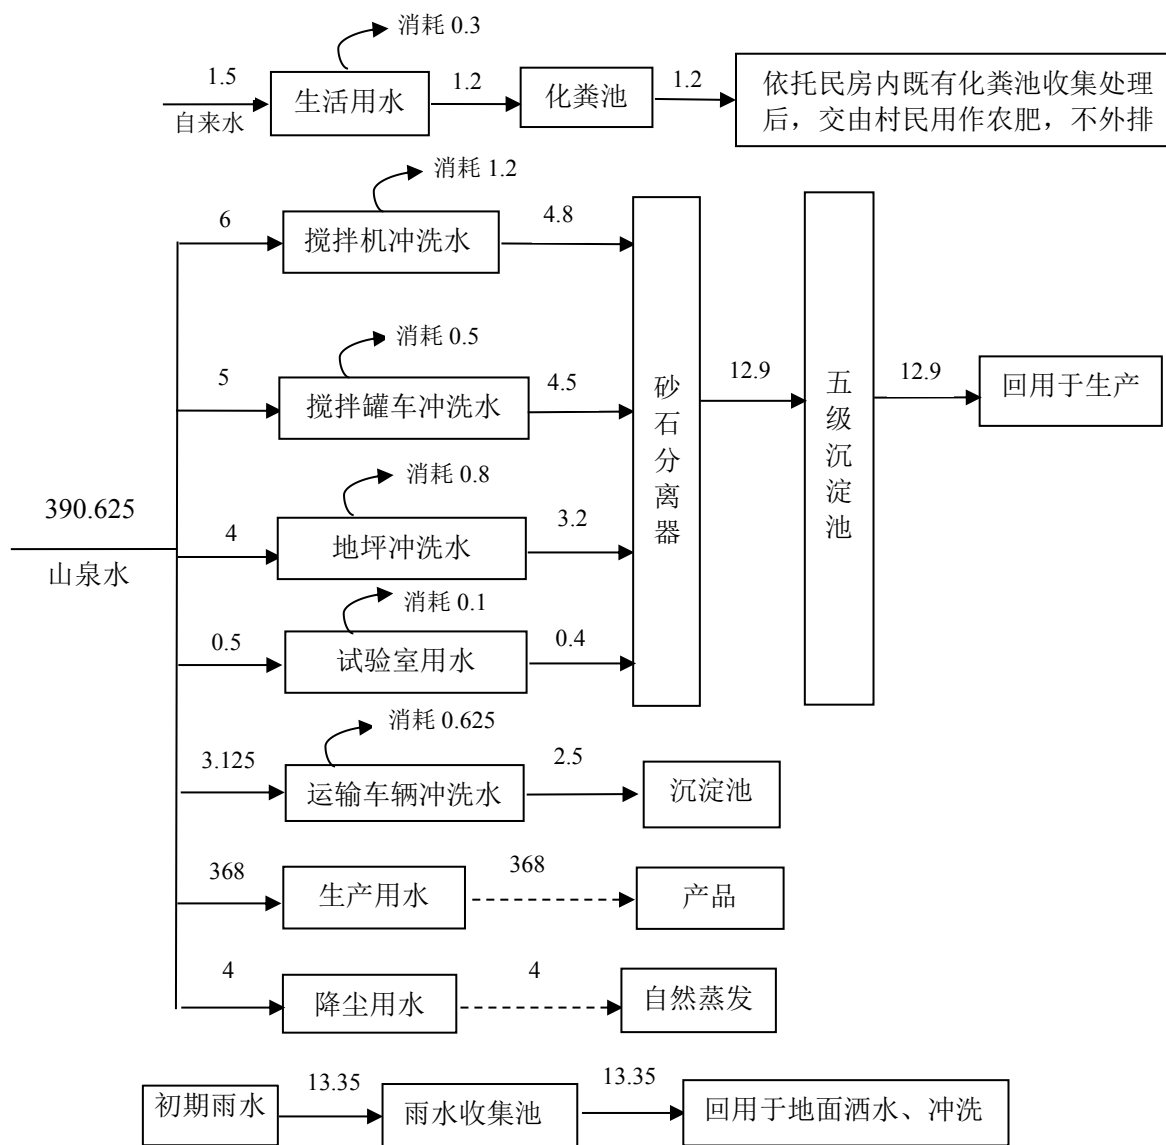 消耗 0.3
1.5
自来水
生活用水
1.2
化粪池
1.2
依托民房内既有化粪池收集处理
后，交由村民用作农肥，不外排
消耗 1.2
6
搅拌机冲洗水
4.8
消耗 0.5
5
搅拌罐车冲洗水
4.5
消耗 0.8
390.625
山泉水
4
地坪冲洗水
3.2
消耗 0.1
0.5
试验室用水
0.4
砂石分离器
12.9
五级沉淀池
12.9
回用于生产
消耗 0.625
3.125
运输车辆冲洗水
2.5
沉淀池
368
生产用水
368
产品
4
降尘用水
4
自然蒸发
初期雨水
13.35
雨水收集池
13.35
回用于地面洒水、冲洗